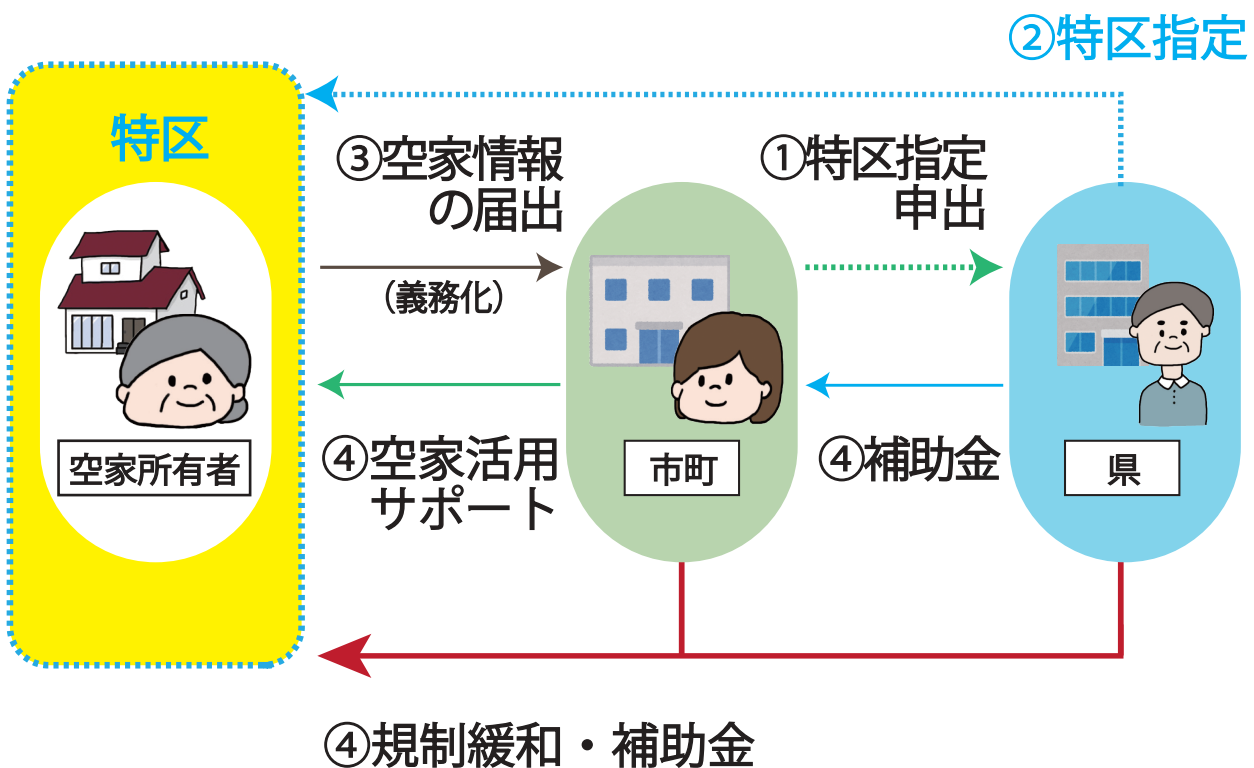 ②特区指定
特区
③空家情報
の届出
(義務化)
①特区指定
申出
④空家活用
サポート
④補助金
空家所有者
市町
県
④規制緩和・補助金